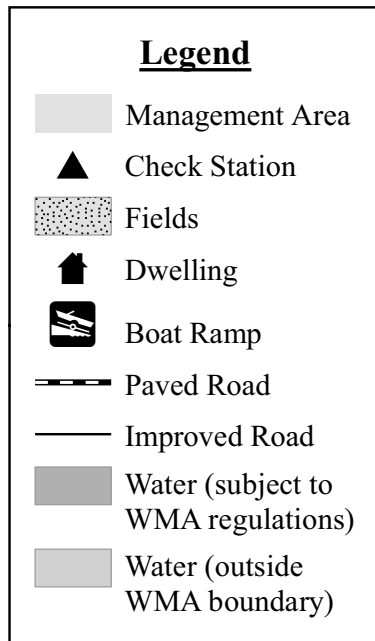 Legend
Management Area
Check Station
Fields
Dwelling
Boat Ramp
Paved Road
Improved Road
Water (subject to
WMA regulations)
Water (outside
WMA boundary)